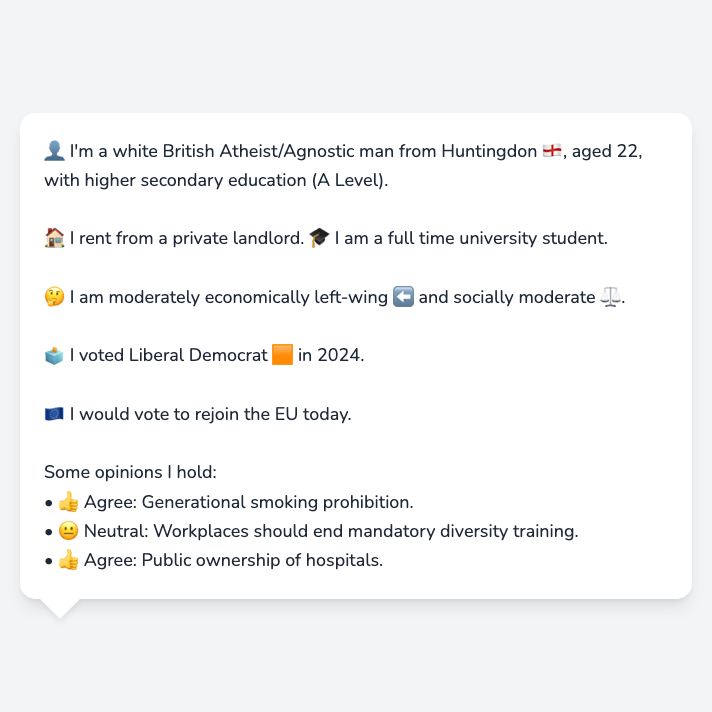 👤 I'm a white British Atheist/Agnostic man from Huntingdon 🏴󠁧󠁢󠁥󠁮󠁧󠁿, aged 22,
with higher secondary education (A Level).
🏠 I rent from a private landlord. 🎓 I am a full time university student.
🤔 I am moderately economically left-wing ⬅️ and socially moderate ⚖️.
🗳️ I voted Liberal Democrat 🟧 in 2024.
🇪🇺 I would vote to rejoin the EU today.
Some opinions I hold:
• 👍 Agree: Generational smoking prohibition.
• 😐 Neutral: Workplaces should end mandatory diversity training.
• 👍 Agree: Public ownership of hospitals.